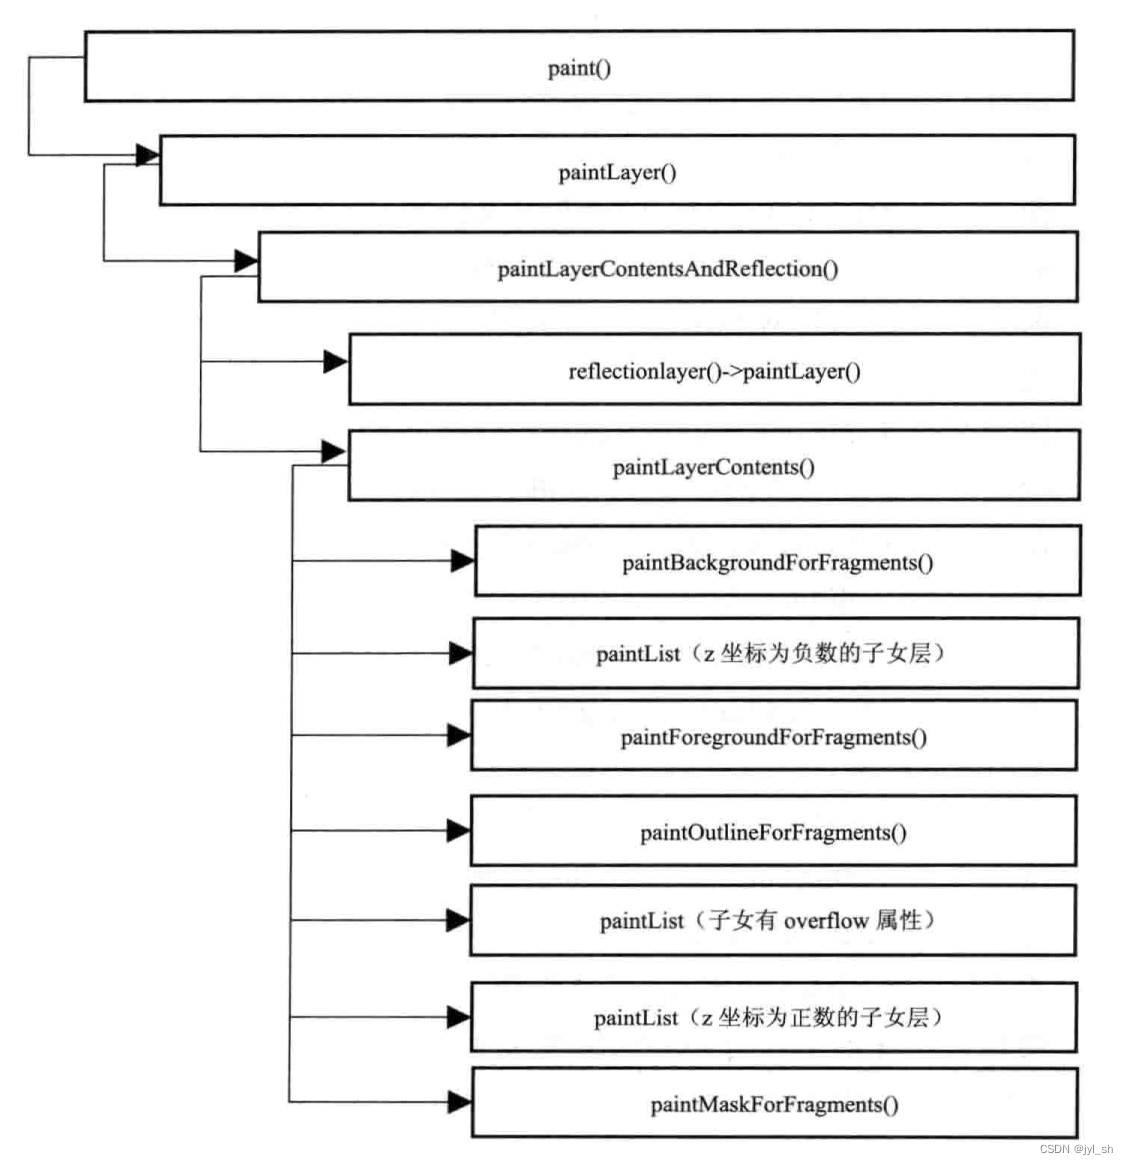 paint()
paintLayer()
paintLayerContentsAndReflection()
reflectionlayer()->paintLayer()
paintLayerContents()
paintBackgroundForFragments()
paintList（z 坐标为负数的子女层）
paintForegroundForFragments()
paintOutlineForFragments()
paintList（子女有 overflow 属性）
paintList（z 坐标为正数的子女层）
paintMaskForFragments()
CSDN @jyl_sh